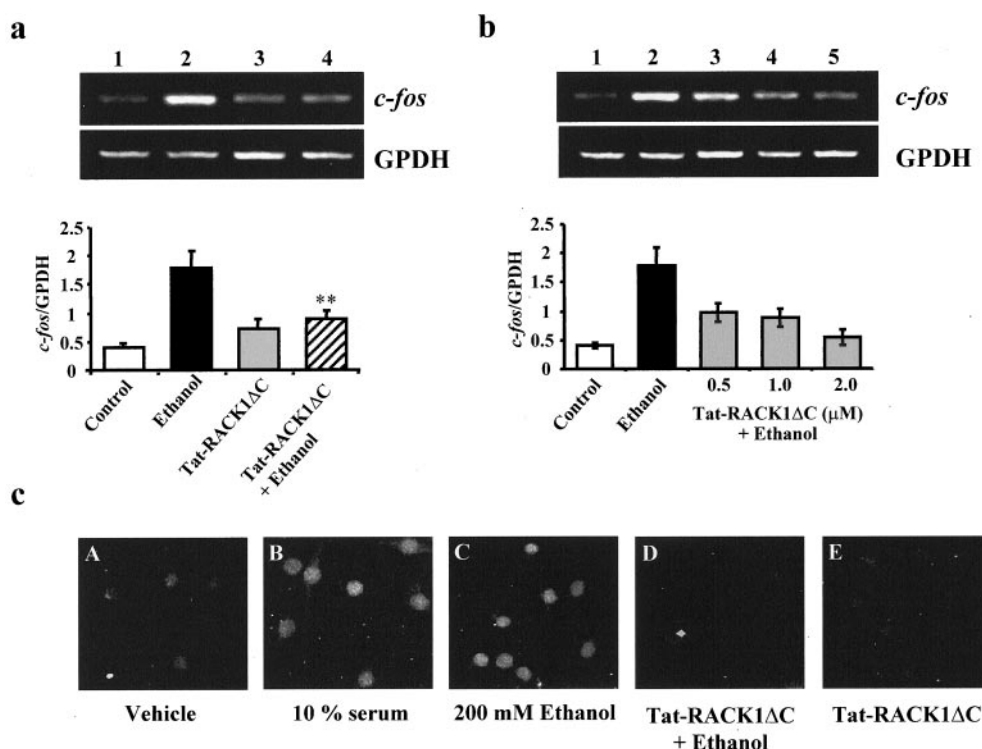 a
1 2 3 4
c-fos
GPDH
c-fos/GPDH
2.5
2
1.5
1
0.5
0
**
Control
Ethanol
Tat-RACK1ΔC
Tat-RACK1ΔC
+ Ethanol
b
1 2 3 4 5
c-fos
GPDH
c-fos/GPDH
2.5
2
1.5
1
0.5
0
Control
Ethanol
0.5 1.0 2.0
Tat-RACK1ΔC (μM)
+ Ethanol
c
A B C D E
Vehicle
10 % serum
200 mM Ethanol
Tat-RACK1ΔC
+ Ethanol
Tat-RACK1ΔC